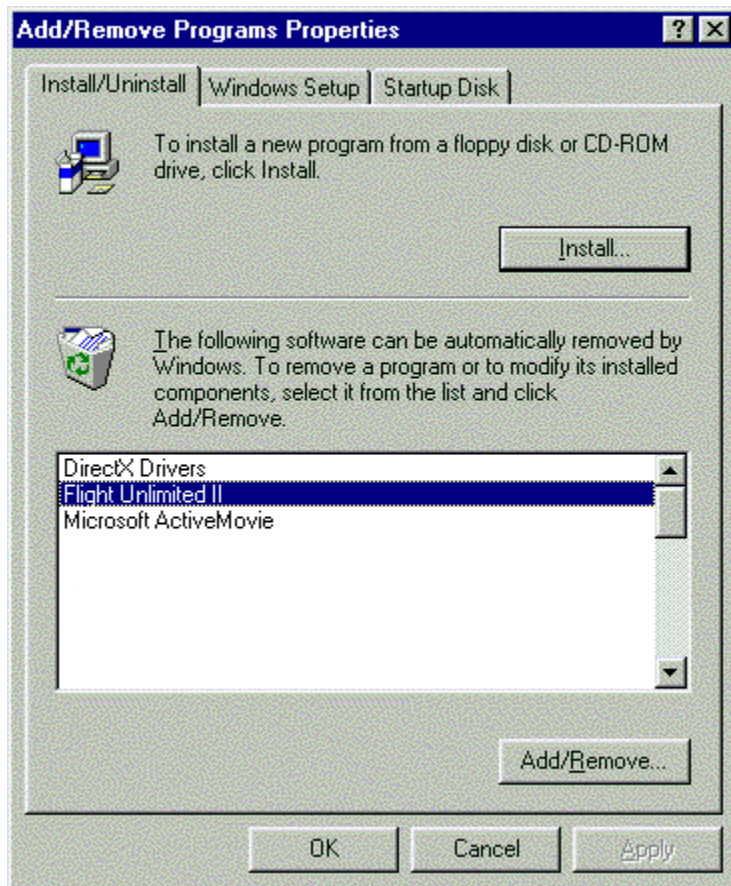 Add/Remove Programs Properties
Install/Uninstall
Windows Setup
Startup Disk
To install a new program from a floppy disk or CD-ROM
drive, click Install.
Install...
The following software can be automatically removed by
Windows. To remove a program or to modify its installed
components, select it from the list and click
Add/Remove.
DirectX Drivers
Flight Unlimited II
Microsoft ActiveMovie
Add/Remove...
OK
Cancel
Apply